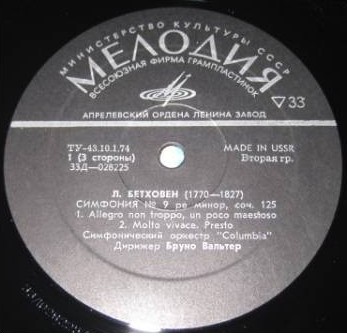 МИНИСТЕРСТВО КУЛЬТУРЫ СССР
МЕЛОДИЯ
ВСЕСОЮЗНАЯ ФИРМА ГРАМПЛАСТИНОК
▽33
АПРЕЛЕВСКИЙ ОРДЕНА ЛЕНИНА ЗАВОД
ТУ-43.10.1.74 MADE IN USSR
1 (3 стороны) Вторая гр.
33Д—028225
Л. БЕТХОВЕН (1770—1827)
СИМФОНИЯ № 9 ре минор, соч. 125
1. Allegro non troppo, un poco maestoso
2. Molto vivace. Presto
Симфонический оркестр "Columbia"
Дирижер Бруно Вальтер